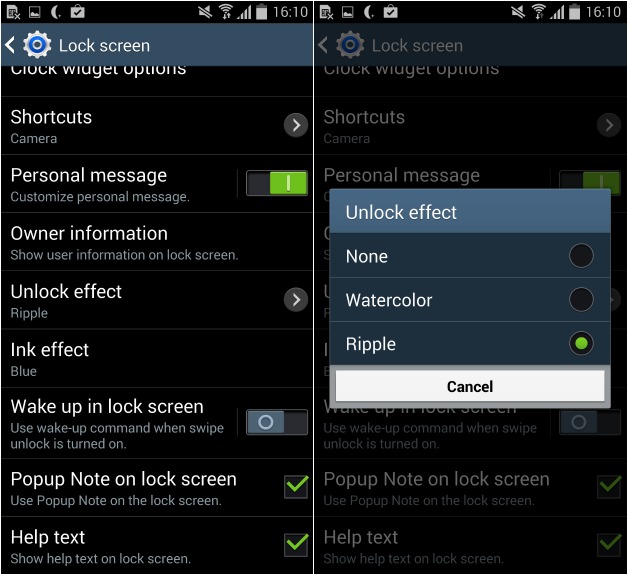 16:10
Lock screen
Clock widget options
Shortcuts
Camera
Personal message
Customize personal message.
Owner information
Show user information on lock screen.
Unlock effect
Ripple
Ink effect
Blue
Wake up in lock screen
Use wake-up command when swipe
unlock is turned on.
Popup Note on lock screen
Use Popup Note on the lock screen.
Help text
Show help text on lock screen.
16:10
Lock screen
Clock widget options
Shortcuts
Camera
Personal message
Unlock effect
None
Watercolor
Ripple
Cancel
Wake up in lock screen
Use wake-up command when swipe
unlock is turned on.
Popup Note on lock screen
Use Popup Note on the lock screen.
Help text
Show help text on lock screen.